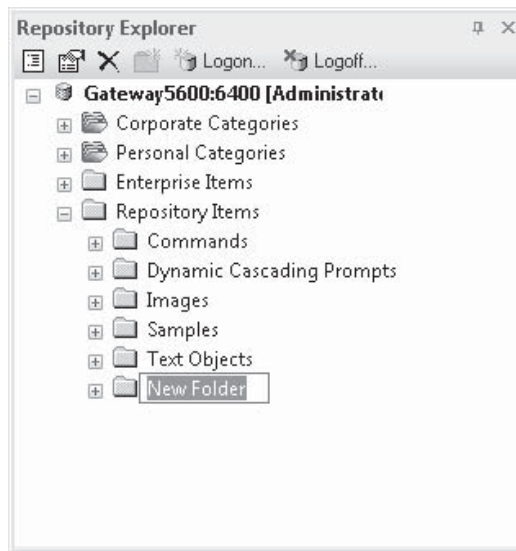 Repository Explorer
Logon... Logoff...
Gateway5600:6400 [Administrat
Corporate Categories
Personal Categories
Enterprise Items
Repository Items
Commands
Dynamic Cascading Prompts
Images
Samples
Text Objects
New Folder